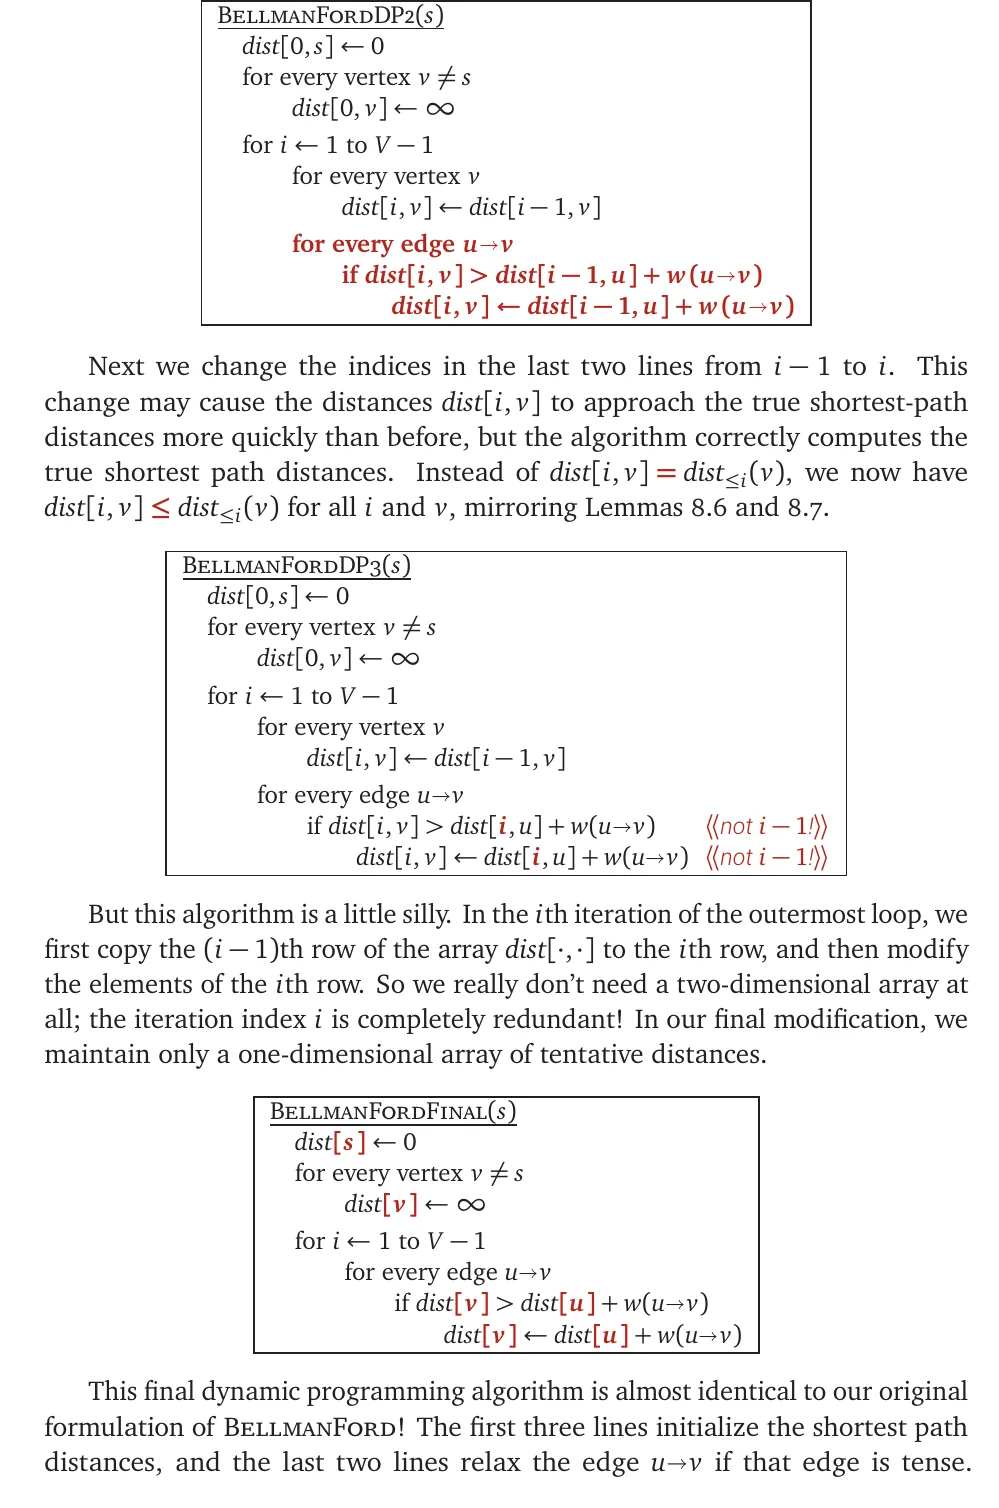 BELLMANFORDDP2(s)
dist[0, s] ← 0
for every vertex v ≠ s
dist[0, v] ← ∞
for i ← 1 to V − 1
for every vertex v
dist[i, v] ← dist[i − 1, v]
for every edge u→v
if dist[i, v] > dist[i − 1, u] + w(u→v)
dist[i, v] ← dist[i − 1, u] + w(u→v)
Next we change the indices in the last two lines from i − 1 to i. This
change may cause the distances dist[i, v] to approach the true shortest-path
distances more quickly than before, but the algorithm correctly computes the
true shortest path distances. Instead of dist[i, v] = dist≤i(v), we now have
dist[i, v] ≤ dist≤i(v) for all i and v, mirroring Lemmas 8.6 and 8.7.
BELLMANFORDDP3(s)
dist[0, s] ← 0
for every vertex v ≠ s
dist[0, v] ← ∞
for i ← 1 to V − 1
for every vertex v
dist[i, v] ← dist[i − 1, v]
for every edge u→v
if dist[i, v] > dist[i, u] + w(u→v) ⟨⟨not i − 1!⟩⟩
dist[i, v] ← dist[i, u] + w(u→v) ⟨⟨not i − 1!⟩⟩
But this algorithm is a little silly. In the ith iteration of the outermost loop, we
first copy the (i − 1)th row of the array dist[·, ·] to the ith row, and then modify
the elements of the ith row. So we really don’t need a two-dimensional array at
all; the iteration index i is completely redundant! In our final modification, we
maintain only a one-dimensional array of tentative distances.
BELLMANFORDFINAL(s)
dist[s] ← 0
for every vertex v ≠ s
dist[v] ← ∞
for i ← 1 to V − 1
for every edge u→v
if dist[v] > dist[u] + w(u→v)
dist[v] ← dist[u] + w(u→v)
This final dynamic programming algorithm is almost identical to our original
formulation of BELLMANFORD! The first three lines initialize the shortest path
distances, and the last two lines relax the edge u→v if that edge is tense.